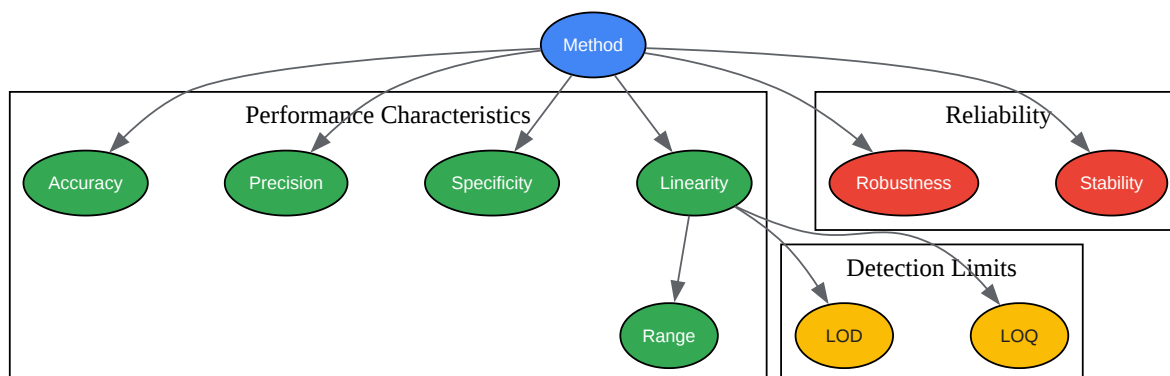 Method
Performance Characteristics
Reliability
Accuracy
Precision
Specificity
Linearity
Robustness
Stability
Detection Limits
Range
LOD
LOQ